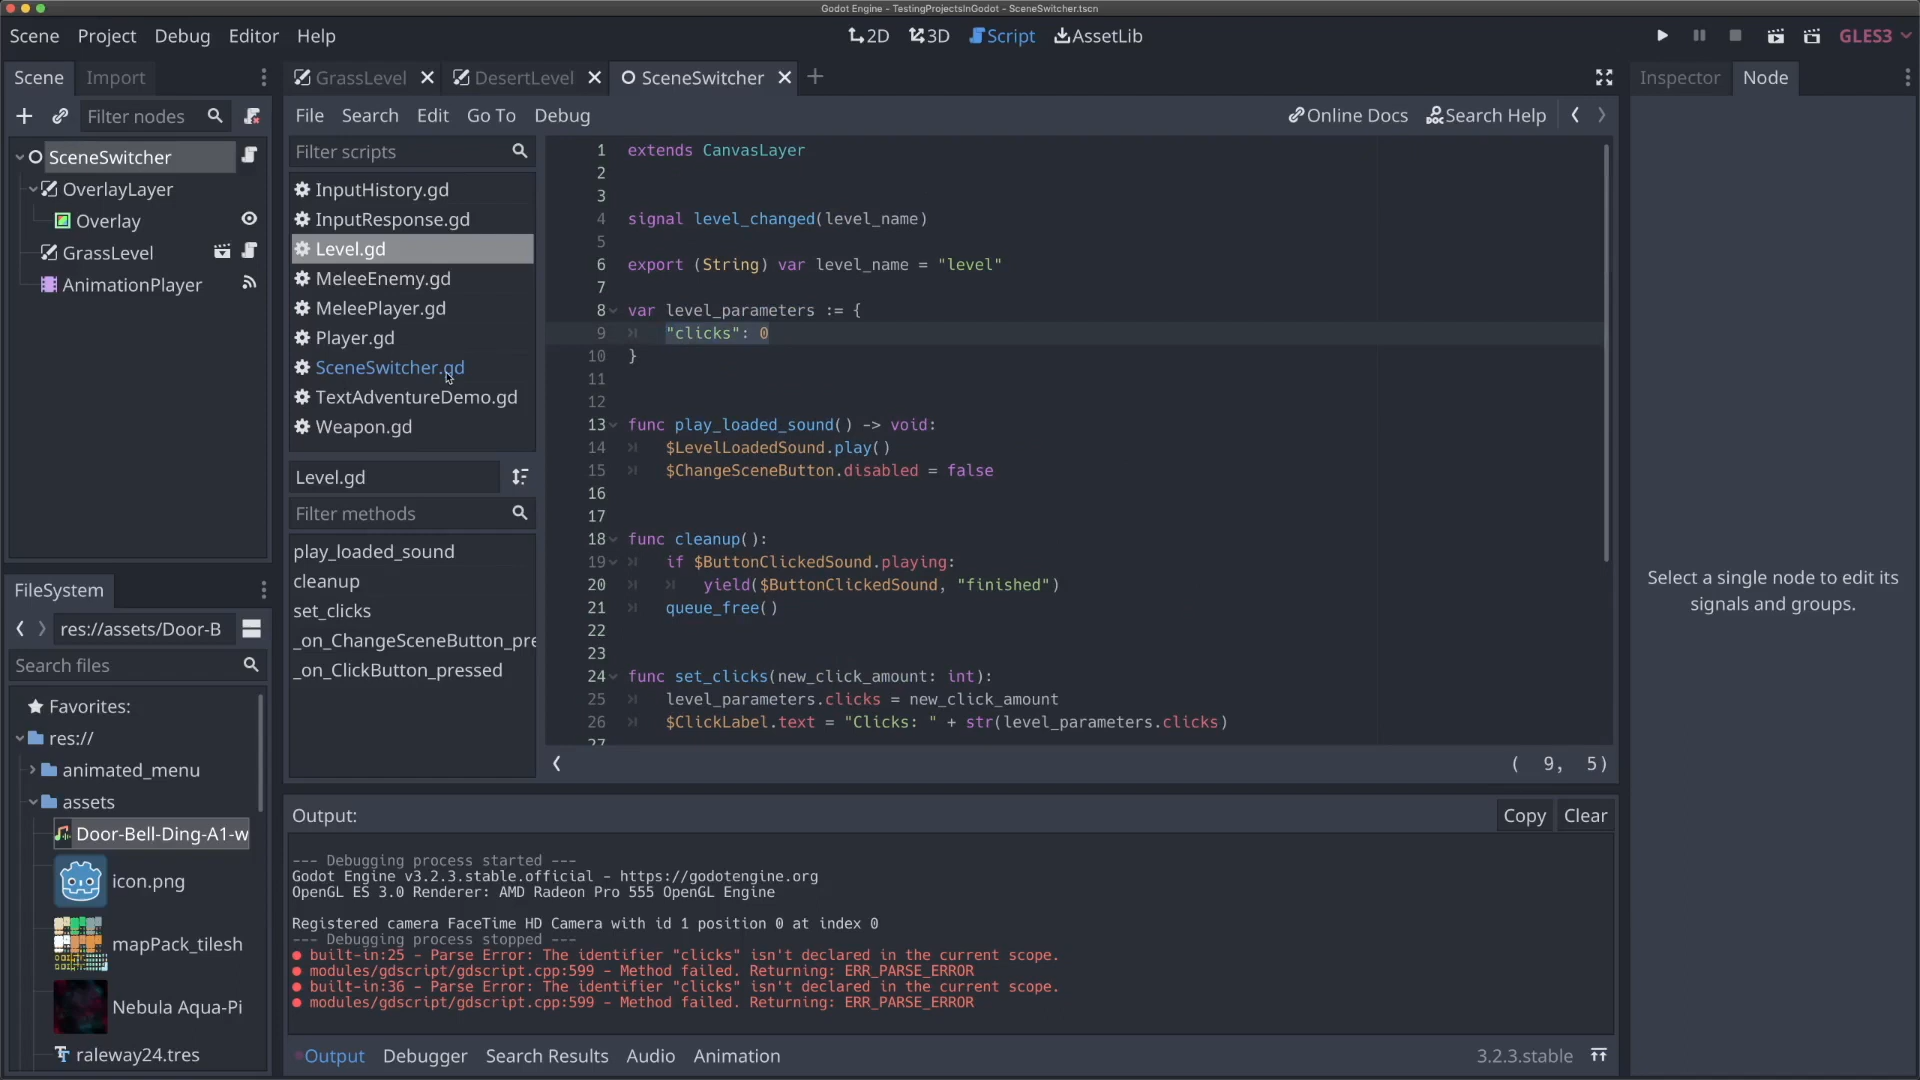 Godot Engine - TestingProjectsInGodot - SceneSwitcher.tscn
Scene Project Debug Editor Help
2D 3D Script AssetLib
GLES3
Scene Import
GrassLevel DesertLevel SceneSwitcher
Inspector Node
Filter nodes
File Search Edit Go To Debug
Online Docs Search Help
SceneSwitcher
OverlayLayer
Overlay
GrassLevel
AnimationPlayer
Filter scripts
InputHistory.gd
InputResponse.gd
Level.gd
MeleeEnemy.gd
MeleePlayer.gd
Player.gd
SceneSwitcher.gd
TextAdventureDemo.gd
Weapon.gd
Level.gd
Filter methods
play_loaded_sound
cleanup
set_clicks
_on_ChangeSceneButton_pre
_on_ClickButton_pressed
1 extends CanvasLayer
2
3
4 signal level_changed(level_name)
5
6 export (String) var level_name = "level"
7
8 var level_parameters := {
9 "clicks": 0
10 }
11
12
13 func play_loaded_sound() -> void:
14 $LevelLoadedSound.play()
15 $ChangeSceneButton.disabled = false
16
17
18 func cleanup():
19 if $ButtonClickedSound.playing:
20 yield($ButtonClickedSound, "finished")
21 queue_free()
22
23
24 func set_clicks(new_click_amount: int):
25 level_parameters.clicks = new_click_amount
26 $ClickLabel.text = "Clicks: " + str(level_parameters.clicks)
27
( 9, 5)
Select a single node to edit its
signals and groups.
FileSystem
res://assets/Door-B
Search files
Favorites:
res://
animated_menu
assets
Door-Bell-Ding-A1-w
icon.png
mapPack_tilesh
Nebula Aqua-Pi
raleway24.tres
Output:
Copy Clear
--- Debugging process started ---
Godot Engine v3.2.3.stable.official - https://godotengine.org
OpenGL ES 3.0 Renderer: AMD Radeon Pro 555 OpenGL Engine
Registered camera FaceTime HD Camera with id 1 position 0 at index 0
--- Debugging process stopped ---
built-in:25 - Parse Error: The identifier "clicks" isn't declared in the current scope.
modules/gdscript/gdscript.cpp:599 - Method failed. Returning: ERR_PARSE_ERROR
built-in:36 - Parse Error: The identifier "clicks" isn't declared in the current scope.
modules/gdscript/gdscript.cpp:599 - Method failed. Returning: ERR_PARSE_ERROR
Output Debugger Search Results Audio Animation
3.2.3.stable